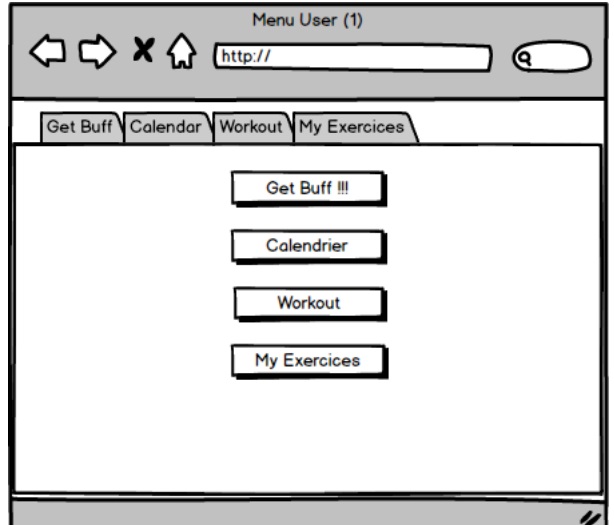 Menu User (1)
http://
Get Buff Calendar Workout My Exercices
Get Buff !!!
Calendrier
Workout
My Exercices